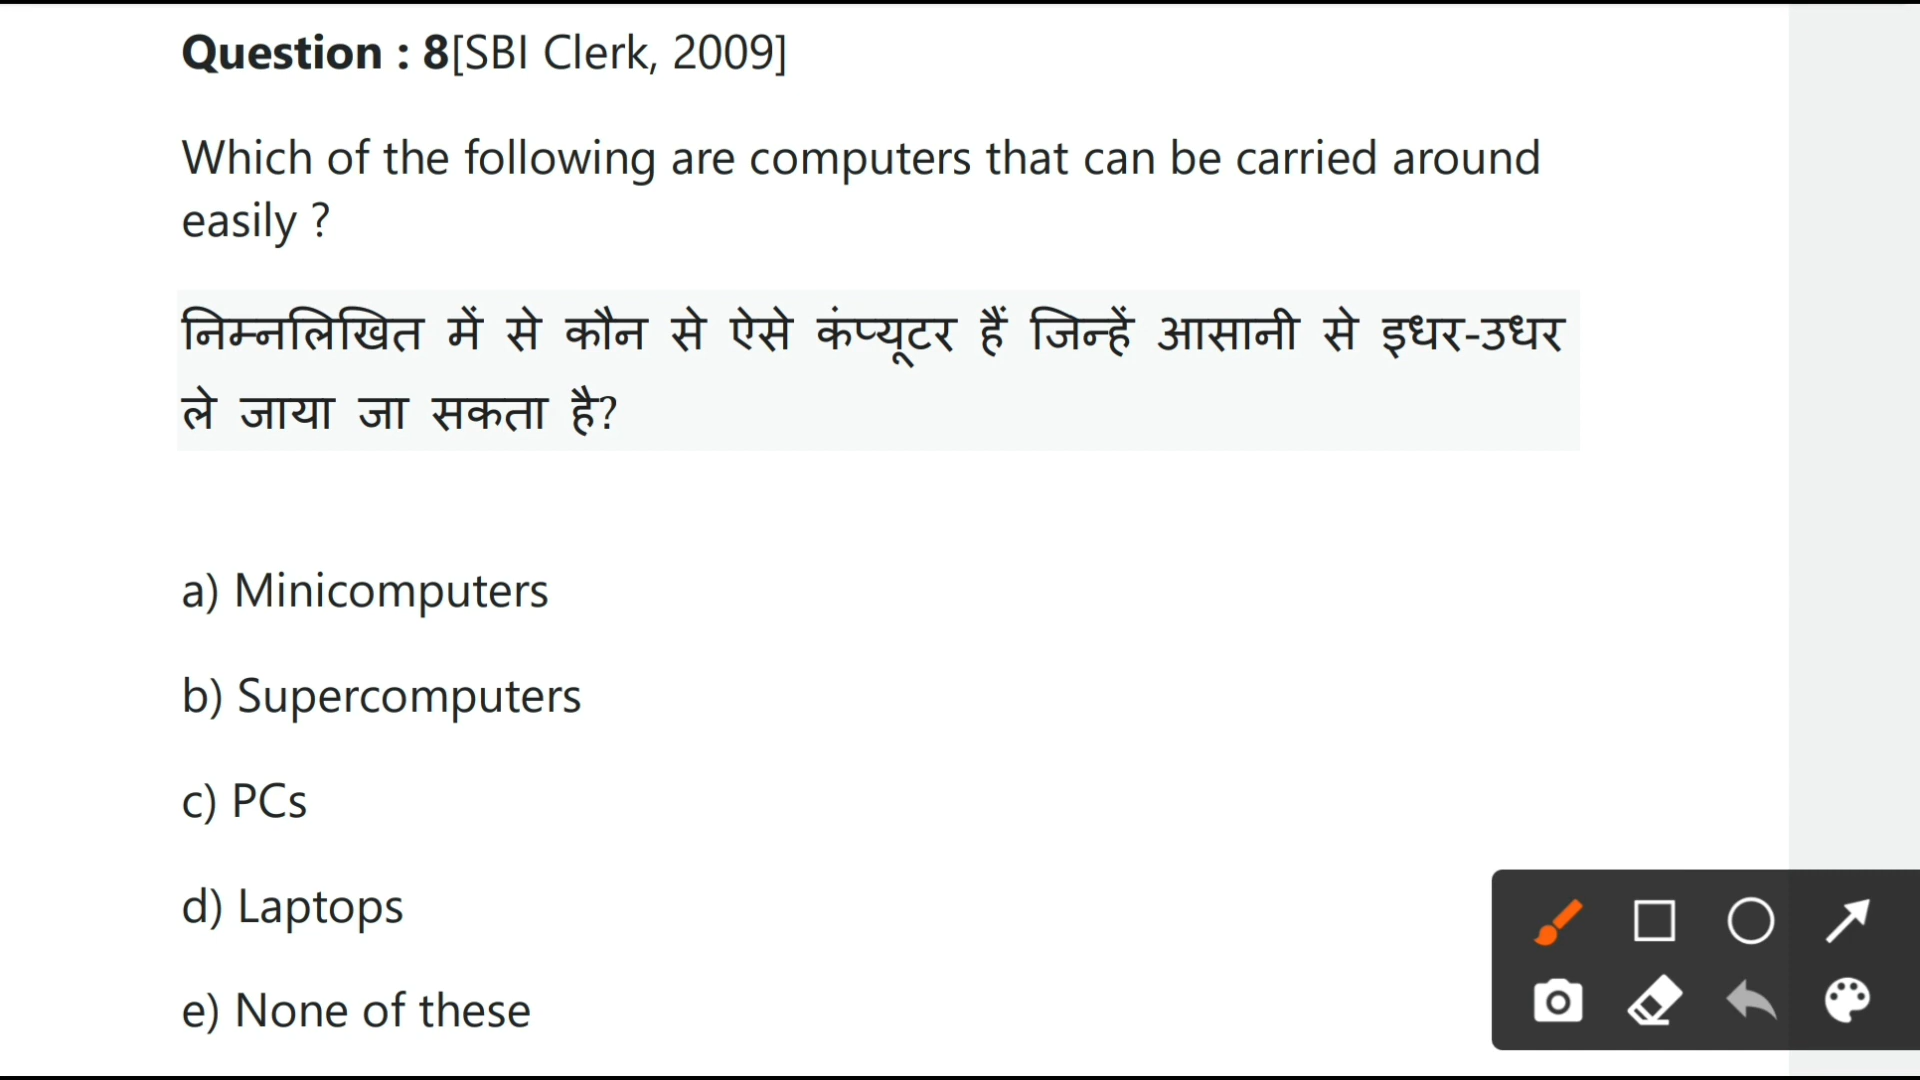 Question : 8[SBI Clerk, 2009]
Which of the following are computers that can be carried around
easily ?
निम्नलिखित में से कौन से ऐसे कंप्यूटर हैं जिन्हें आसानी से इधर-उधर
ले जाया जा सकता है?
a) Minicomputers
b) Supercomputers
c) PCs
d) Laptops
e) None of these